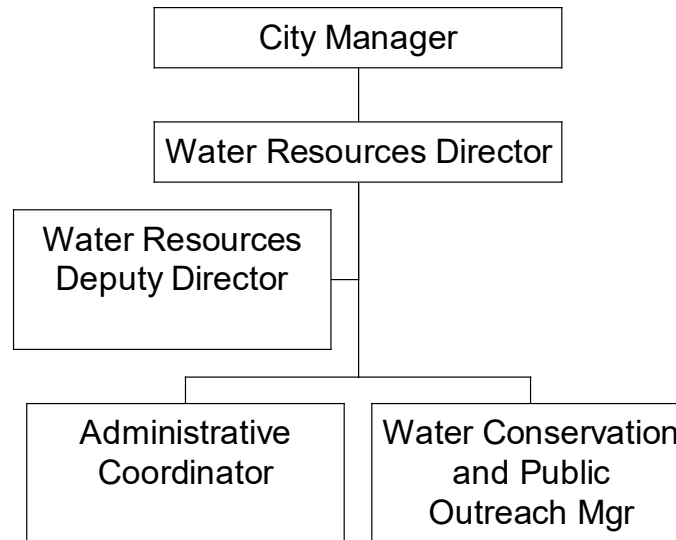 City Manager
Water Resources Director
Water Resources
Deputy Director
Administrative
Coordinator
Water Conservation
and Public
Outreach Mgr